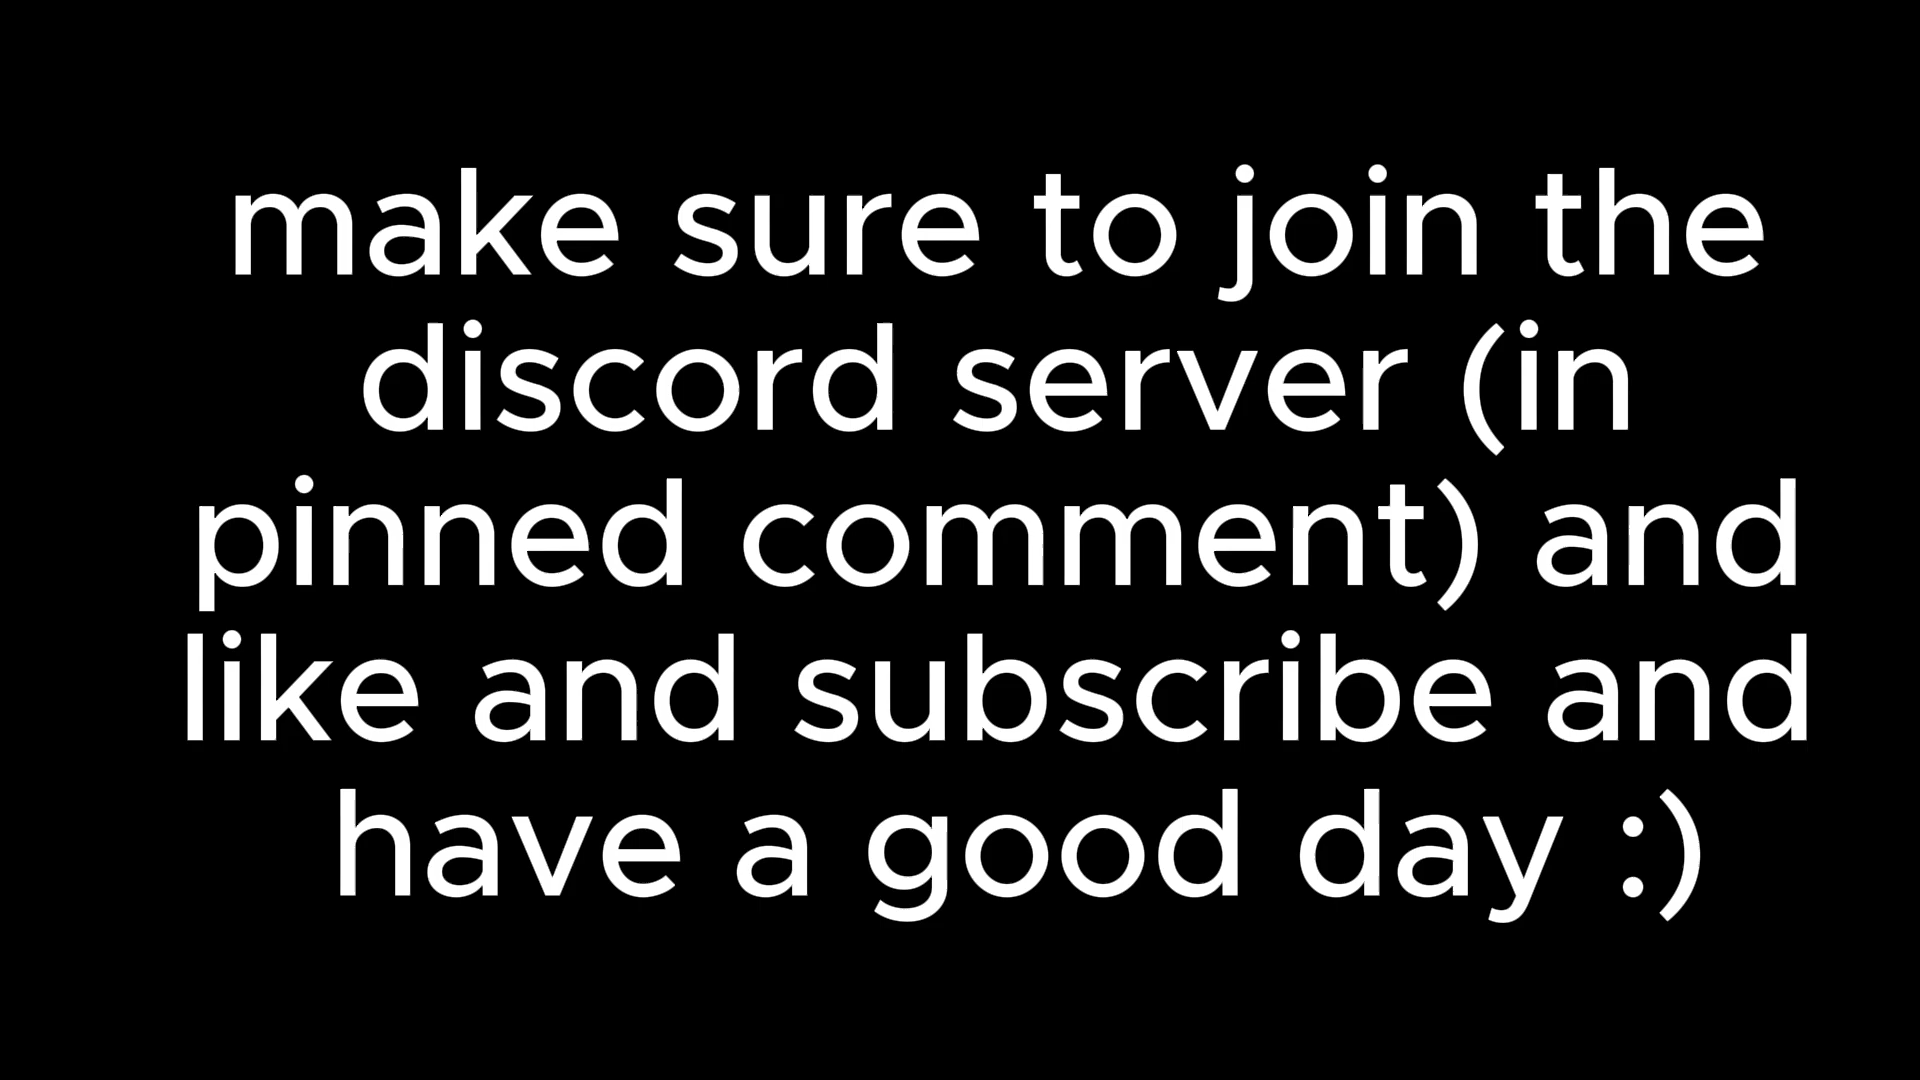 make sure to join the
discord server (in
pinned comment) and
like and subscribe and
have a good day :)